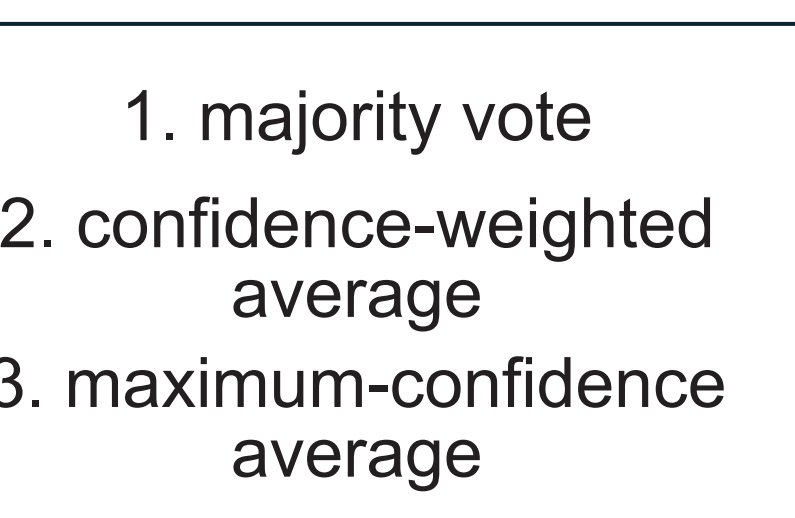 1. majority vote
2. confidence-weighted
average
3. maximum-confidence
average